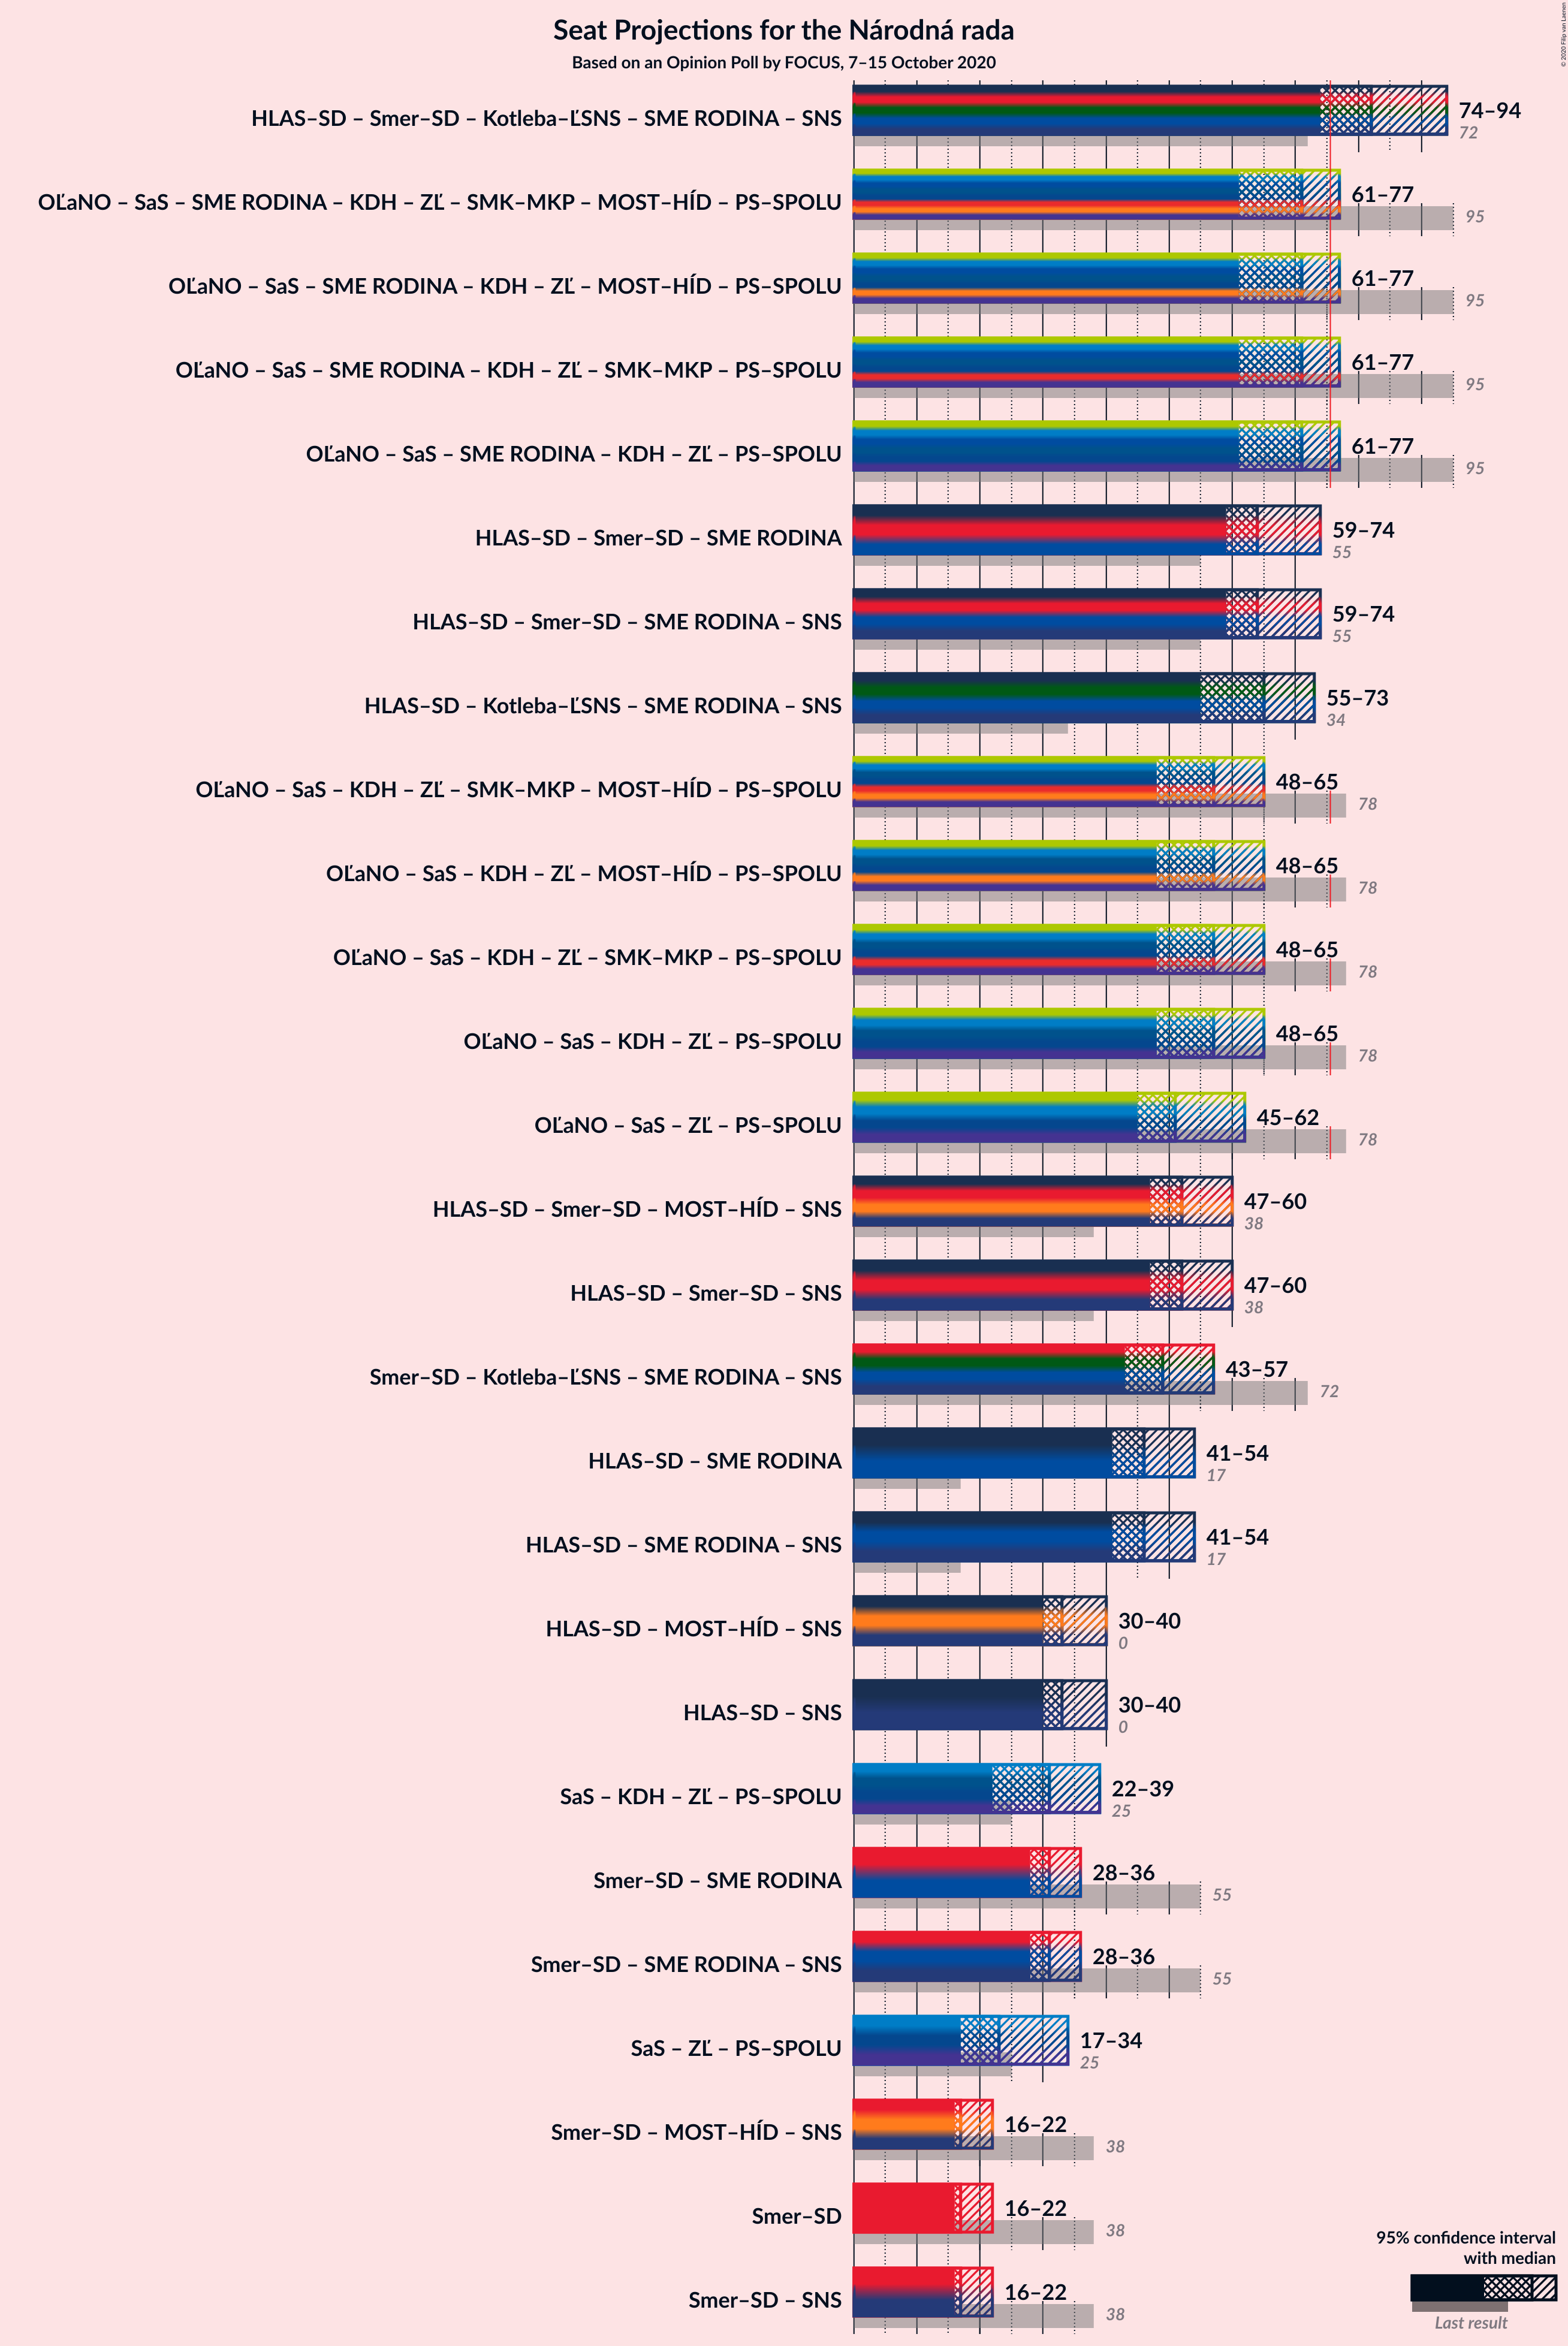 Seat Projections for the Národná rada
Based on an Opinion Poll by FOCUS, 7–15 October 2020
© 2020 Filip van Laenen
HLAS–SD – Smer–SD – Kotleba–ĽSNS – SME RODINA – SNS
74–94
72
OĽaNO – SaS – SME RODINA – KDH – ZĽ – SMK–MKP – MOST–HÍD – PS–SPOLU
61–77
95
OĽaNO – SaS – SME RODINA – KDH – ZĽ – MOST–HÍD – PS–SPOLU
61–77
95
OĽaNO – SaS – SME RODINA – KDH – ZĽ – SMK–MKP – PS–SPOLU
61–77
95
OĽaNO – SaS – SME RODINA – KDH – ZĽ – PS–SPOLU
61–77
95
HLAS–SD – Smer–SD – SME RODINA
59–74
55
HLAS–SD – Smer–SD – SME RODINA – SNS
59–74
55
HLAS–SD – Kotleba–ĽSNS – SME RODINA – SNS
55–73
34
OĽaNO – SaS – KDH – ZĽ – SMK–MKP – MOST–HÍD – PS–SPOLU
48–65
78
OĽaNO – SaS – KDH – ZĽ – MOST–HÍD – PS–SPOLU
48–65
78
OĽaNO – SaS – KDH – ZĽ – SMK–MKP – PS–SPOLU
48–65
78
OĽaNO – SaS – KDH – ZĽ – PS–SPOLU
48–65
78
OĽaNO – SaS – ZĽ – PS–SPOLU
45–62
78
HLAS–SD – Smer–SD – MOST–HÍD – SNS
47–60
38
HLAS–SD – Smer–SD – SNS
47–60
38
Smer–SD – Kotleba–ĽSNS – SME RODINA – SNS
43–57
72
HLAS–SD – SME RODINA
41–54
17
HLAS–SD – SME RODINA – SNS
41–54
17
HLAS–SD – MOST–HÍD – SNS
30–40
0
HLAS–SD – SNS
30–40
0
SaS – KDH – ZĽ – PS–SPOLU
22–39
25
Smer–SD – SME RODINA
28–36
55
Smer–SD – SME RODINA – SNS
28–36
55
SaS – ZĽ – PS–SPOLU
17–34
25
Smer–SD – MOST–HÍD – SNS
16–22
38
Smer–SD
16–22
38
Smer–SD – SNS
16–22
38
95% confidence interval
with median
Last result